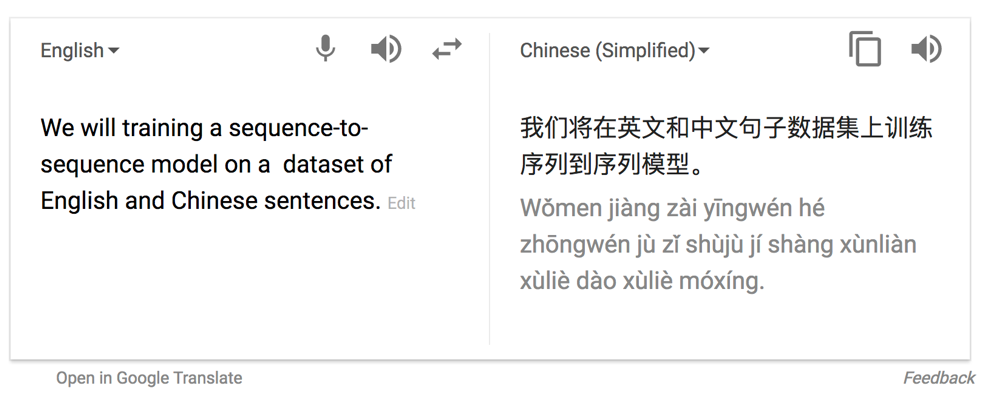 English
Chinese (Simplified)
We will training a sequence-to-
sequence model on a  dataset of
English and Chinese sentences. Edit
我们将在英文和中文句子数据集上训练
序列到序列模型。
Wǒmen jiàng zài yīngwén hé
zhōngwén jù zǐ shùjù jí shàng xùnliàn
xùliè dào xùliè móxíng.
Open in Google Translate
Feedback